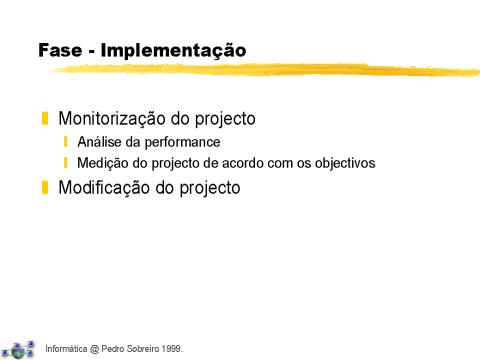 Fase - Implementação
Monitorização do projecto
Análise da performance
Medição do projecto de acordo com os objectivos
Modificação do projecto
Informática @ Pedro Sobreiro 1999.